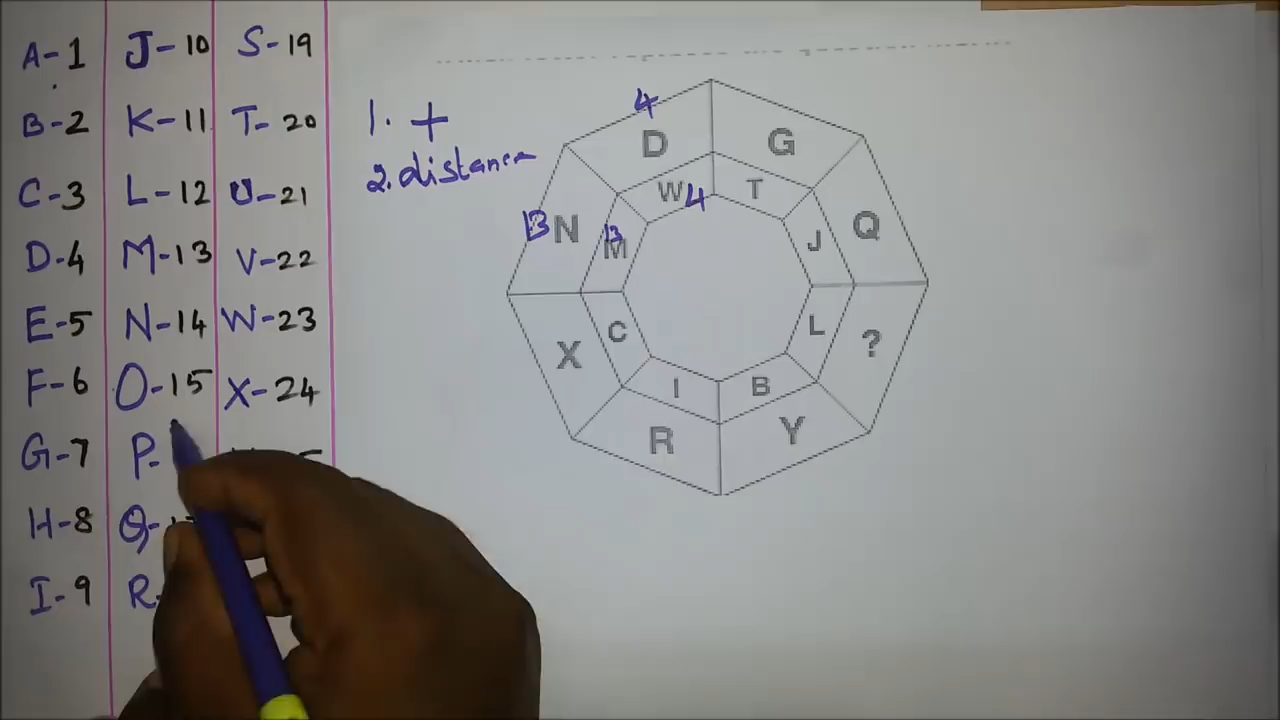 A-1 J-10 S-19
B-2 K-11 T-20
C-3 L-12 U-21
D-4 M-13 V-22
E-5 N-14 W-23
F-6 O-15 X-24
G-7 P-
H-8 Q-
I-9 R-
1. +
2. distance
4
D G
W 4 T
13 N 13 M J Q
X C L ?
I B
R Y